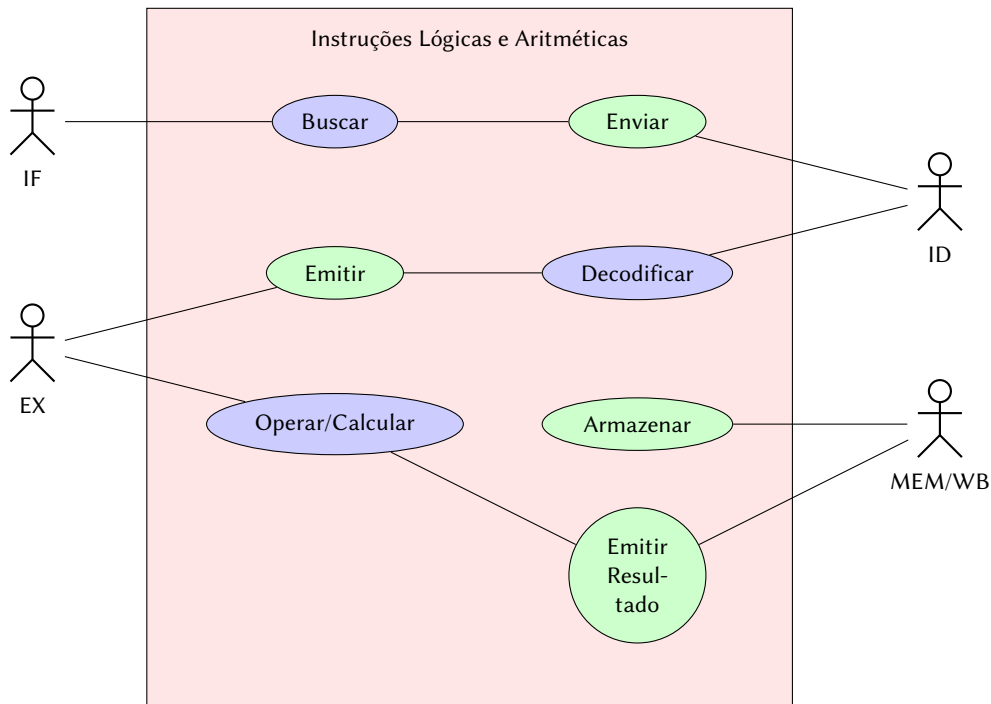 Instruções Lógicas e Aritméticas
Buscar
Enviar
IF
ID
Emitir
Decodificar
EX
Operar/Calcular
Armazenar
MEM/WB
Emitir
Resul-
tado